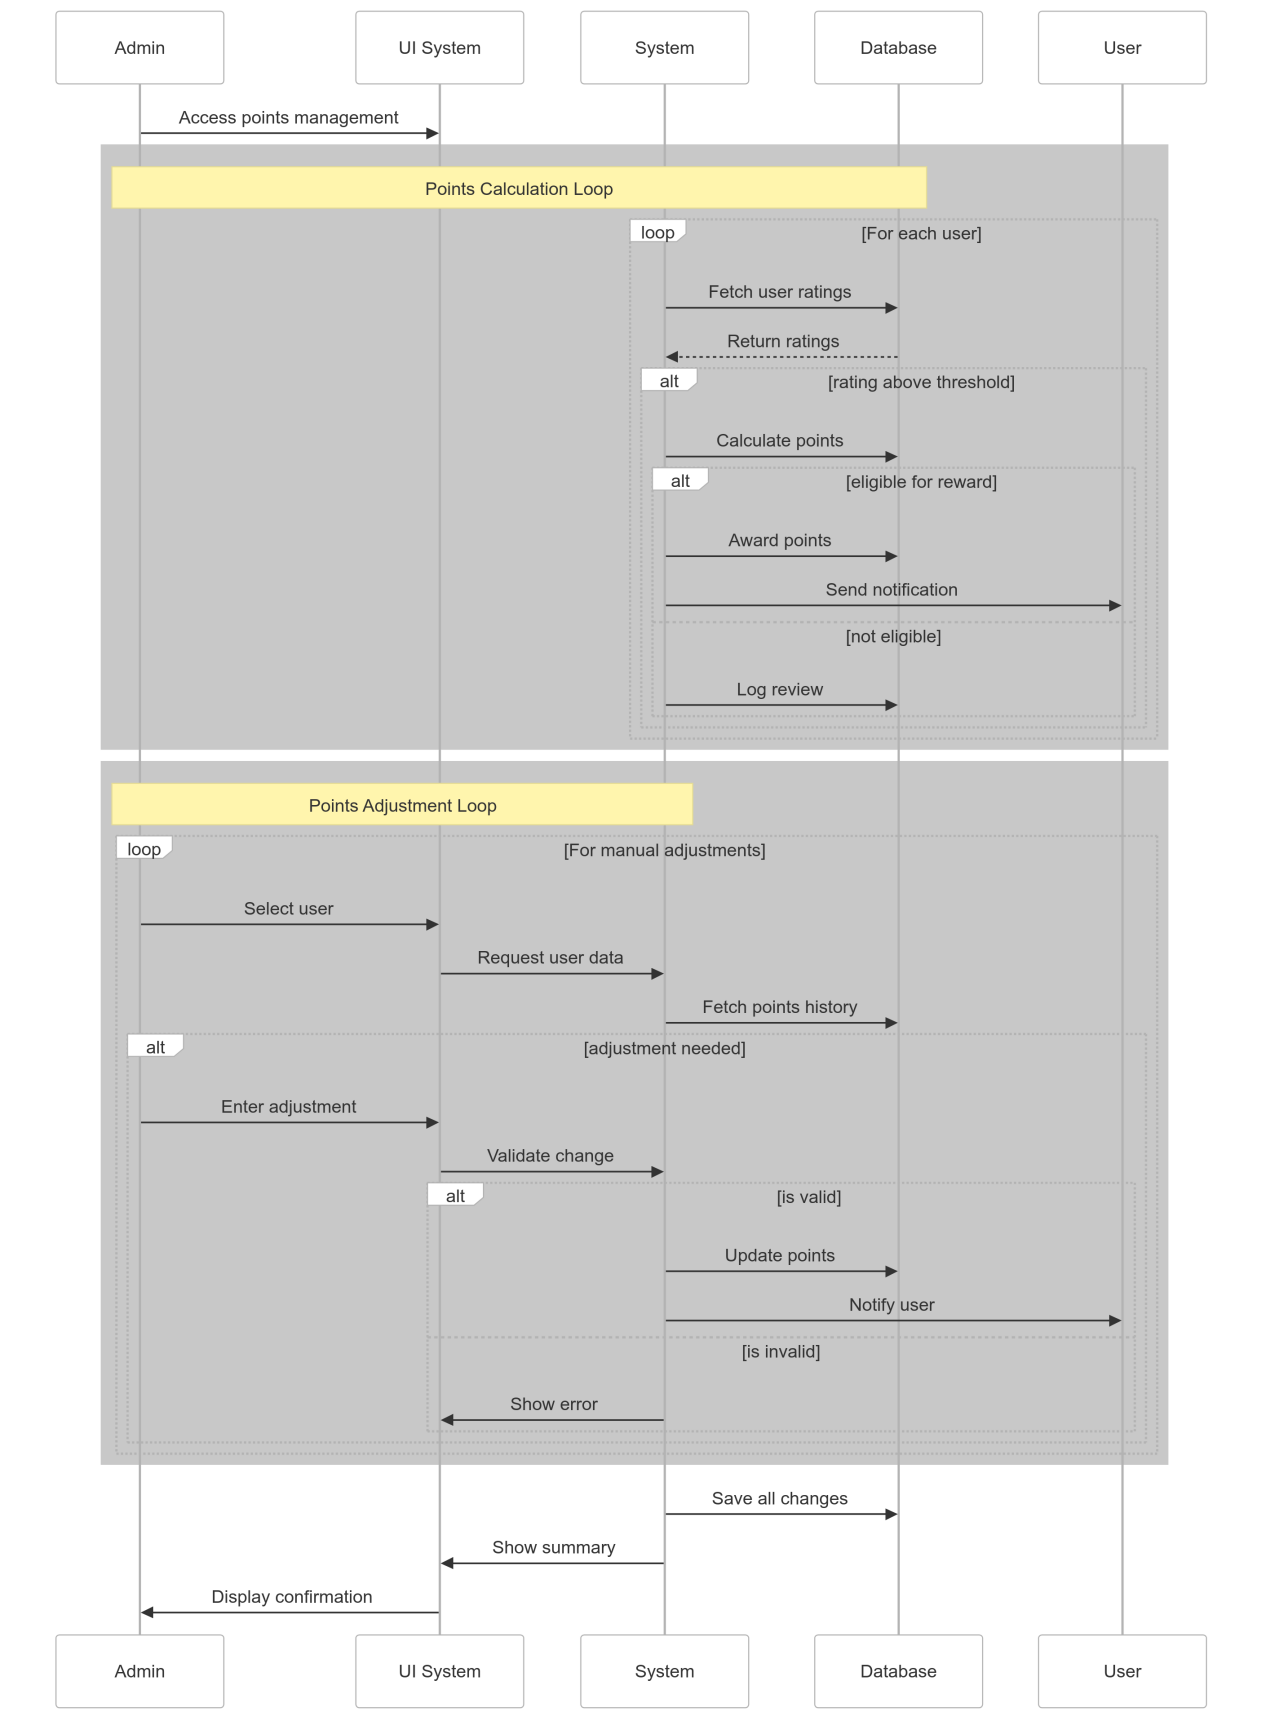 Admin
UI System
System
Database
User
Access points management
Points Calculation Loop
loop
[For each user]
Fetch user ratings
Return ratings
alt
[rating above threshold]
Calculate points
alt
[eligible for reward]
Award points
Send notification
[not eligible]
Log review
Points Adjustment Loop
loop
[For manual adjustments]
Select user
Request user data
Fetch points history
alt
[adjustment needed]
Enter adjustment
Validate change
alt
[is valid]
Update points
Notify user
[is invalid]
Show error
Save all changes
Show summary
Display confirmation
Admin
UI System
System
Database
User